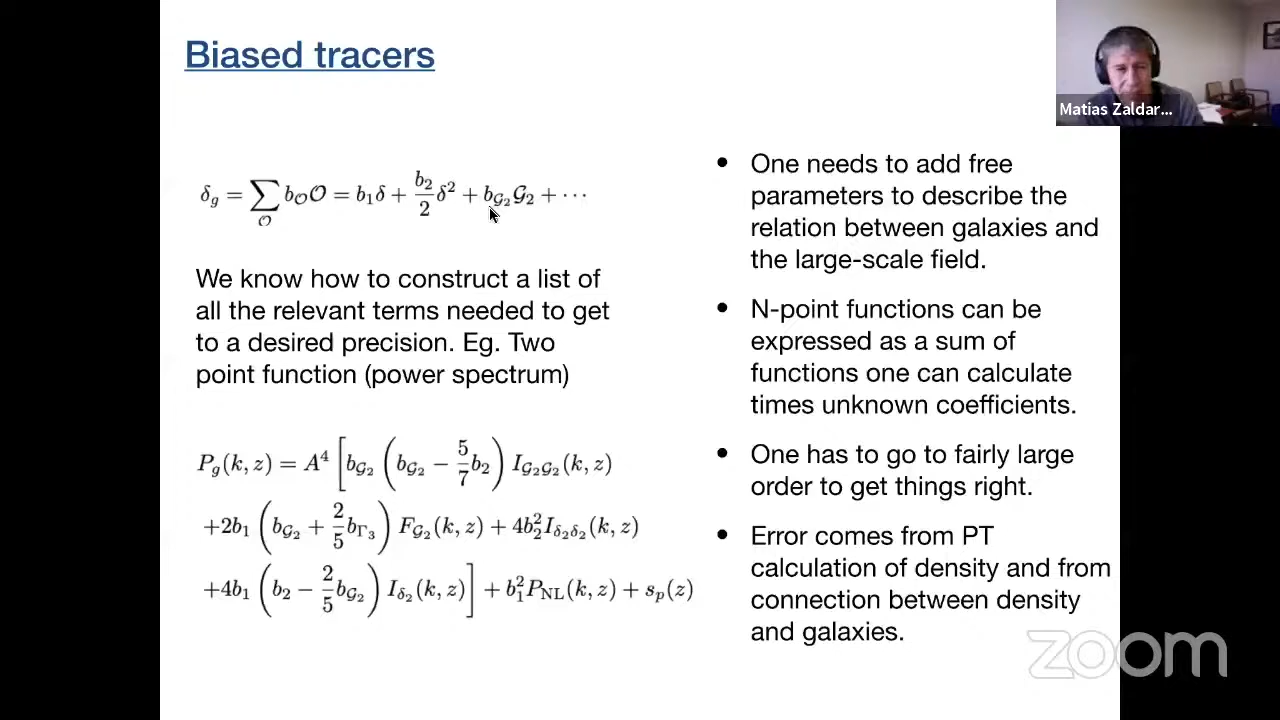 Biased tracers
Matias Zaldar...
δ_g = ∑_𝒪 b_𝒪 𝒪 = b_1 δ + b_2/2 δ^2 + b_{𝒢_2} 𝒢_2 + ···
We know how to construct a list of
all the relevant terms needed to get
to a desired precision. Eg. Two
point function (power spectrum)
P_g(k, z) = A^4 [ b_{𝒢_2} ( b_{𝒢_2} − 5/7 b_2 ) I_{𝒢_2𝒢_2}(k, z)
+2b_1 ( b_{𝒢_2} + 2/5 b_{Γ_3} ) F_{𝒢_2}(k, z) + 4b_2^2 I_{δ_2δ_2}(k, z)
+4b_1 ( b_2 − 2/5 b_{𝒢_2} ) I_{δ_2}(k, z) ] + b_1^2 P_NL(k, z) + s_p(z)
• One needs to add free
parameters to describe the
relation between galaxies and
the large-scale field.
• N-point functions can be
expressed as a sum of
functions one can calculate
times unknown coefficients.
• One has to go to fairly large
order to get things right.
• Error comes from PT
calculation of density and from
connection between density
and galaxies.
zoom